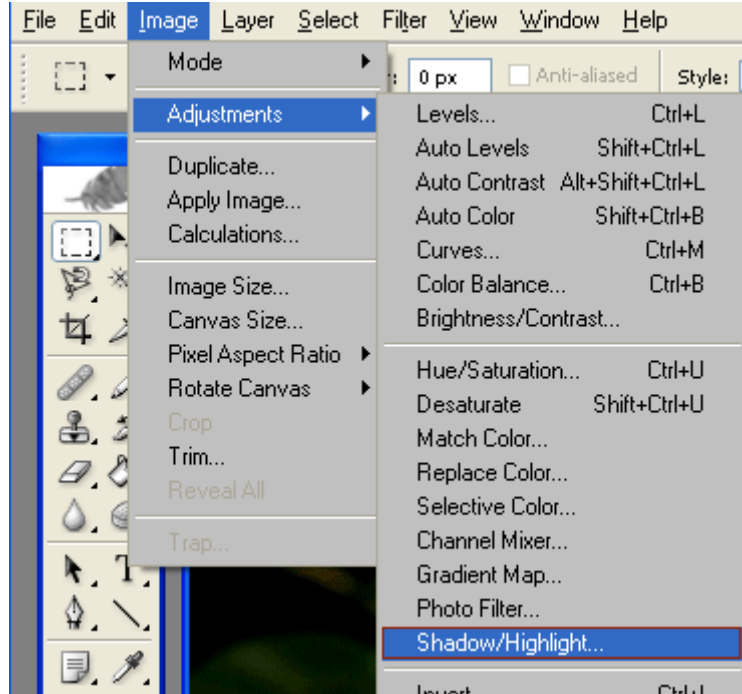 File Edit Image Layer Select Filter View Window Help
0 px Anti-aliased Style:
Mode
Adjustments
Duplicate...
Apply Image...
Calculations...
Image Size...
Canvas Size...
Pixel Aspect Ratio
Rotate Canvas
Crop
Trim...
Reveal All
Trap...
Levels... Ctrl+L
Auto Levels Shift+Ctrl+L
Auto Contrast Alt+Shift+Ctrl+L
Auto Color Shift+Ctrl+B
Curves... Ctrl+M
Color Balance... Ctrl+B
Brightness/Contrast...
Hue/Saturation... Ctrl+U
Desaturate Shift+Ctrl+U
Match Color...
Replace Color...
Selective Color...
Channel Mixer...
Gradient Map...
Photo Filter...
Shadow/Highlight...